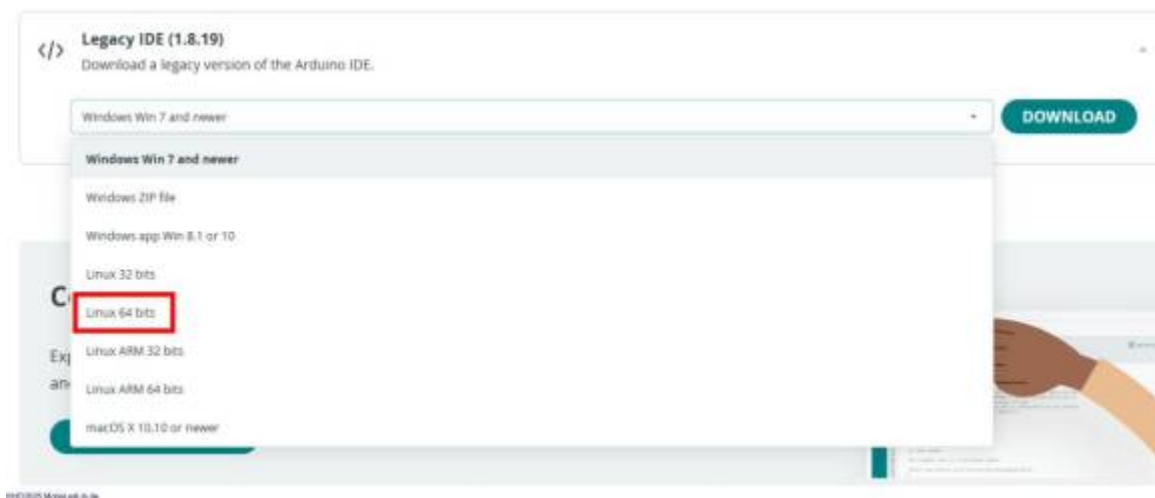 </> Legacy IDE (1.8.19)
Download a legacy version of the Arduino IDE.
Windows Win 7 and newer
DOWNLOAD
Windows Win 7 and newer
Windows ZIP file
Windows app Win 8.1 or 10
Linux 32 bits
Linux 64 bits
Linux ARM 32 bits
Linux ARM 64 bits
macOS X 10.10 or newer